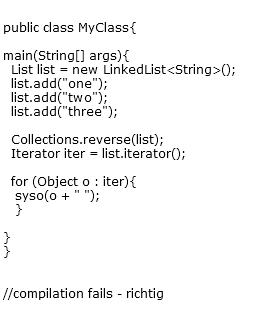 public class MyClass{
main(String[] args){
List list = new LinkedList<String>();
list.add("one");
list.add("two");
list.add("three");
Collections.reverse(list);
Iterator iter = list.iterator();
for (Object o : iter){
syso(o + " ");
}
}
}
//compilation fails - richtig